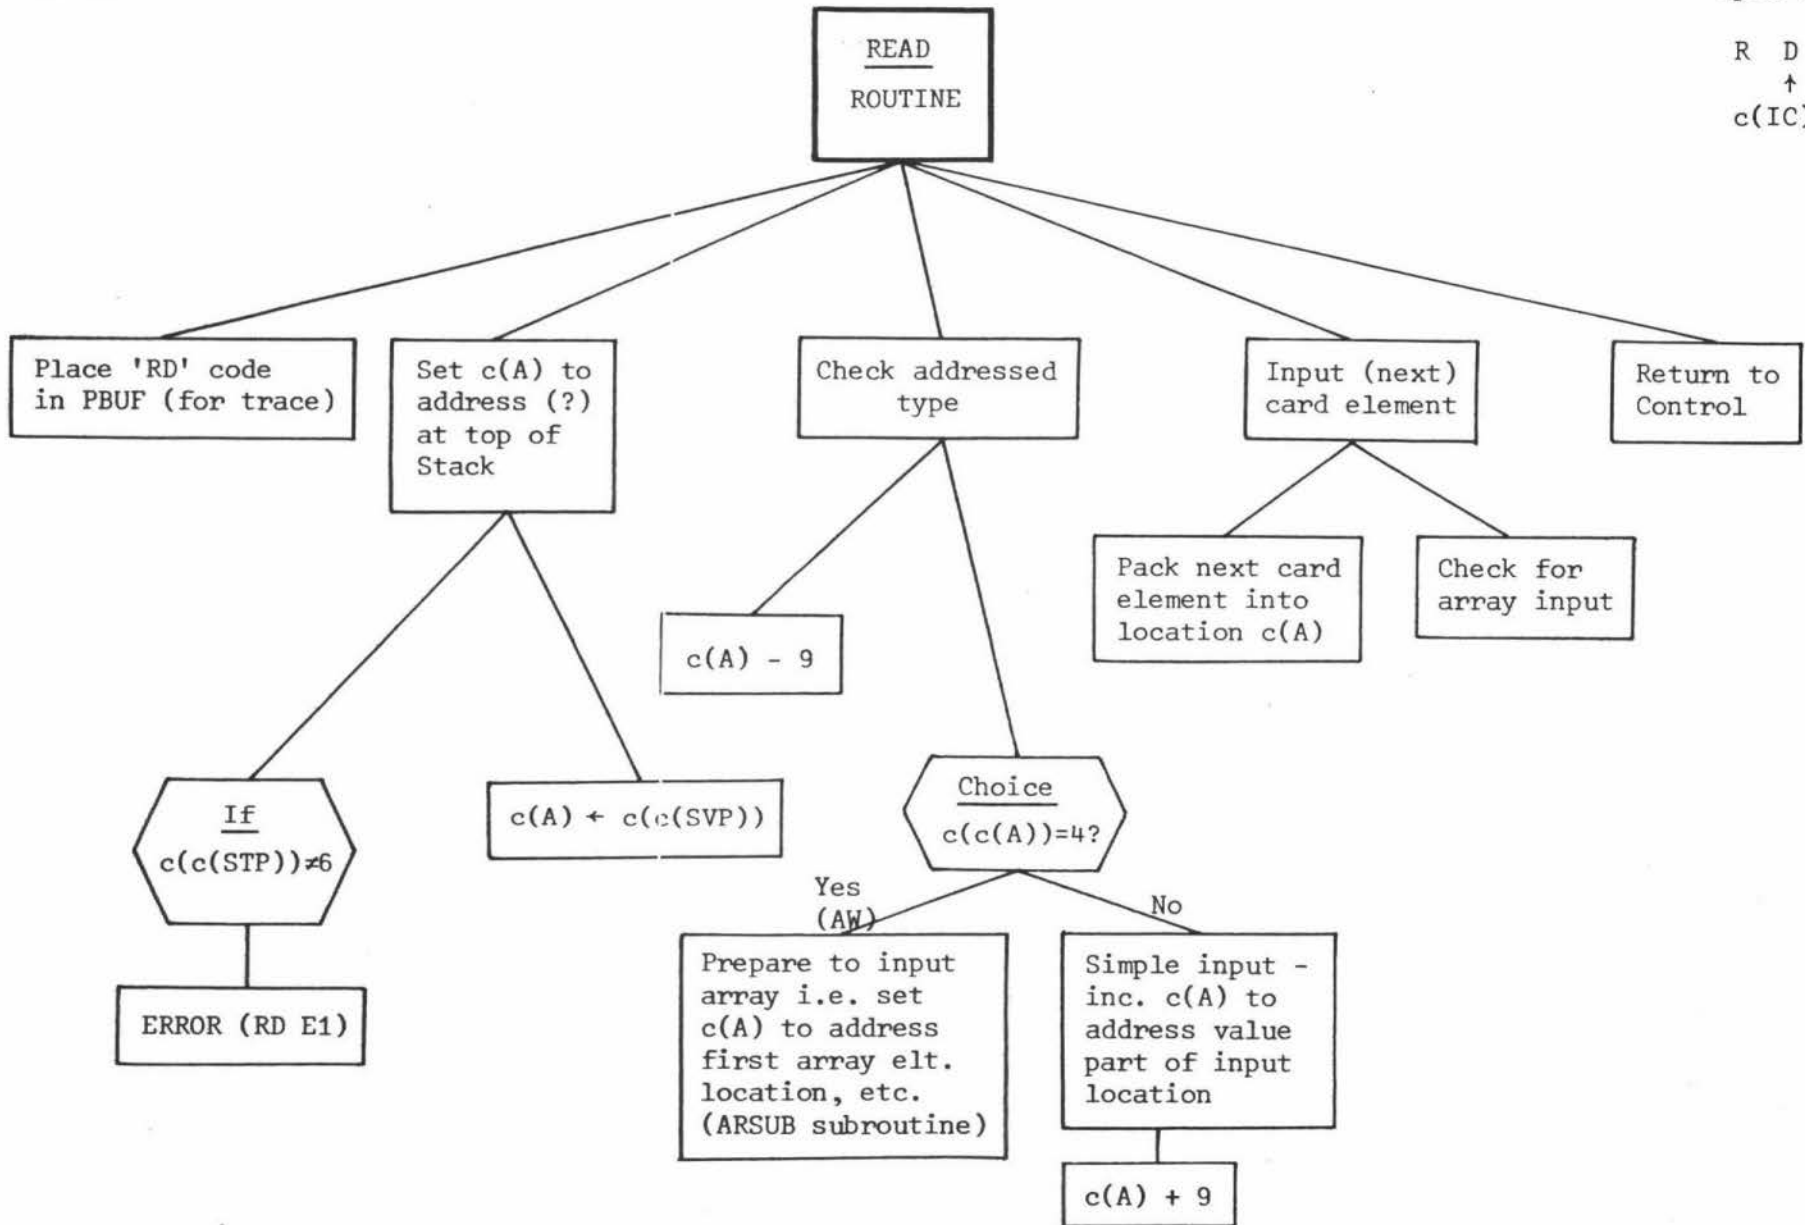 READ
ROUTINE
R D
↑
c(IC)
Place 'RD' code
in PBUF (for trace)
Set c(A) to
address (?)
at top of
Stack
Check addressed
type
Input (next)
card element
Return to
Control
Pack next card
element into
location c(A)
Check for
array input
c(A) - 9
If
c(c(STP))≠6
c(A) ← c(c(SVP))
Choice
c(c(A))=4?
Yes
(AW)
No
ERROR (RD E1)
Prepare to input
array i.e. set
c(A) to address
first array elt.
location, etc.
(ARSUB subroutine)
Simple input -
inc. c(A) to
address value
part of input
location
c(A) + 9